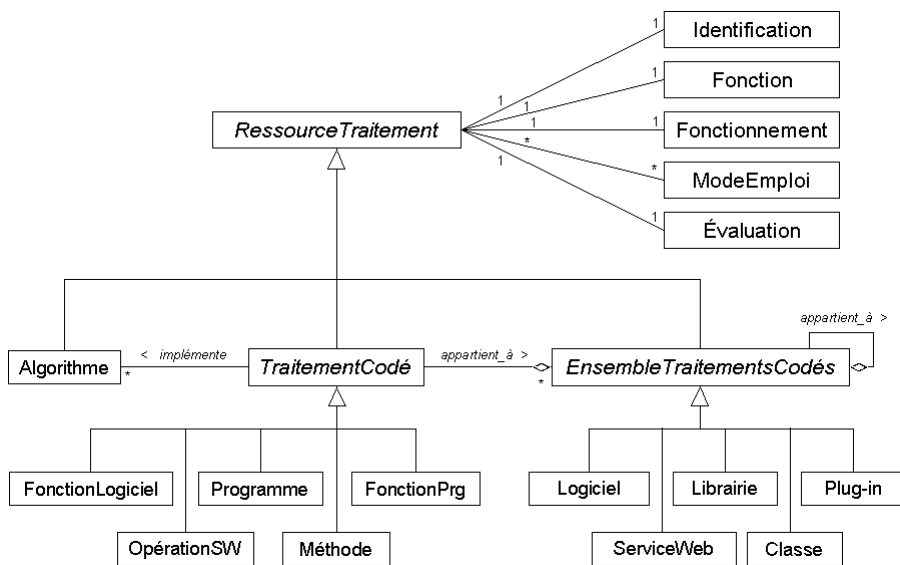 1 Identification
1
1 Fonction
1
RessourceTraitement
1 1 Fonctionnement
*
* ModeEmploi
1
1 Évaluation
appartient_à >
< implémente
appartient_à >
Algorithme
*
TraitementCodé
*
EnsembleTraitementsCodés
FonctionLogiciel Programme FonctionPrg Logiciel Librairie Plug-in
OpérationSW Méthode ServiceWeb Classe